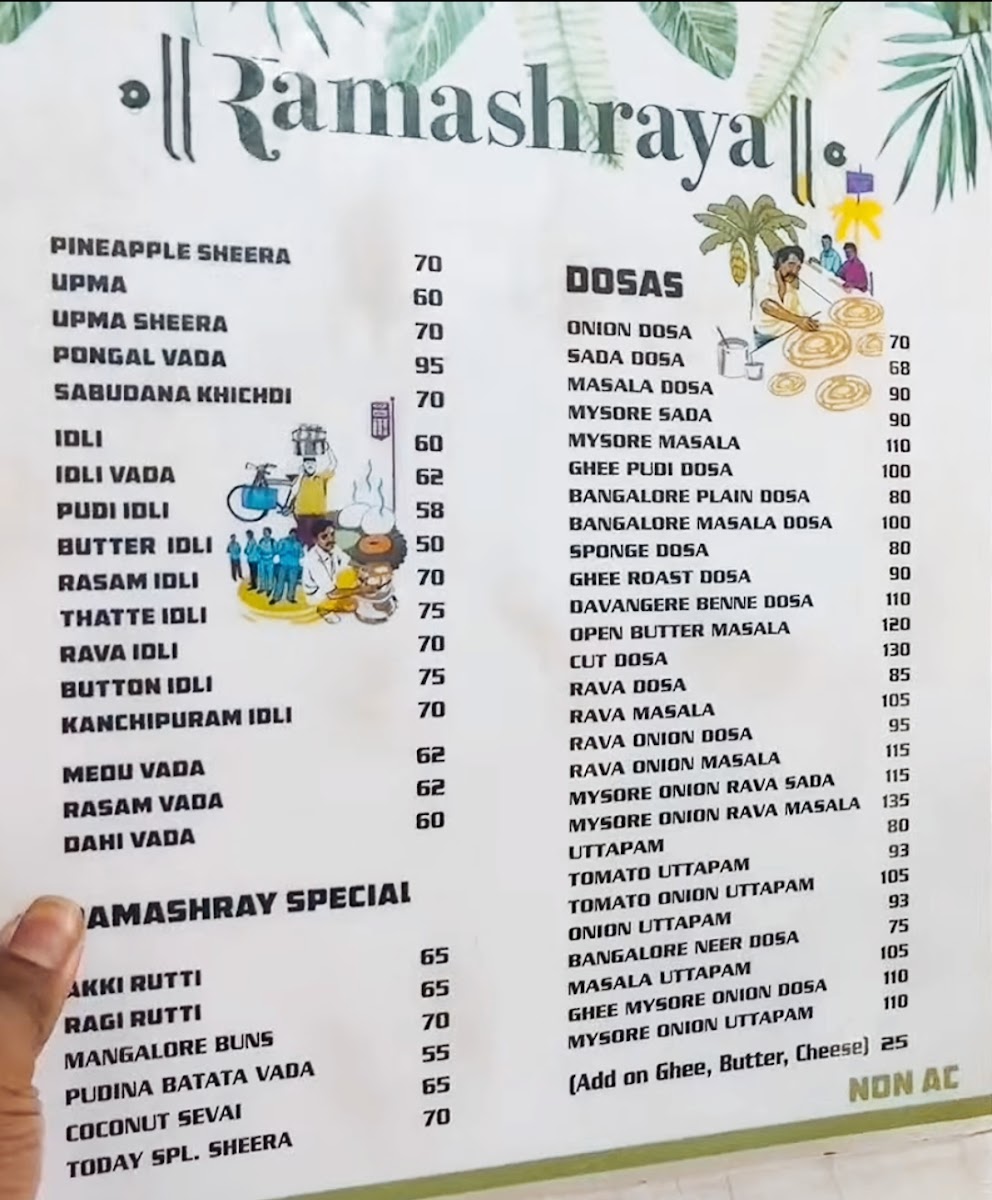 Ramashraya
PINEAPPLE SHEERA 70
UPMA 60
UPMA SHEERA 70
PONGAL VADA 95
SABUDANA KHICHDI 70
IDLI 60
IDLI VADA 62
PUDI IDLI 58
BUTTER IDLI 50
RASAM IDLI 70
THATTE IDLI 75
RAVA IDLI 70
BUTTON IDLI 75
KANCHIPURAM IDLI 70
MEDU VADA 62
RASAM VADA 62
DAHI VADA 60
RAMASHRAY SPECIAL
AKKI RUTTI 65
RAGI RUTTI 65
MANGALORE BUNS 70
PUDINA BATATA VADA 55
COCONUT SEVAI 65
TODAY SPL. SHEERA 70
DOSAS
ONION DOSA 70
SADA DOSA 68
MASALA DOSA 90
MYSORE SADA 90
MYSORE MASALA 110
GHEE PUDI DOSA 100
BANGALORE PLAIN DOSA 80
BANGALORE MASALA DOSA 100
SPONGE DOSA 80
GHEE ROAST DOSA 90
DAVANGERE BENNE DOSA 110
OPEN BUTTER MASALA 120
CUT DOSA 130
RAVA DOSA 85
RAVA MASALA 105
RAVA ONION DOSA 95
RAVA ONION MASALA 115
MYSORE ONION RAVA SADA 115
MYSORE ONION RAVA MASALA 135
UTTAPAM 80
TOMATO UTTAPAM 93
TOMATO ONION UTTAPAM 105
ONION UTTAPAM 93
BANGALORE NEER DOSA 75
MASALA UTTAPAM 105
GHEE MYSORE ONION DOSA 110
MYSORE ONION UTTAPAM 110
(Add on Ghee, Butter, Cheese) 25
NON AC